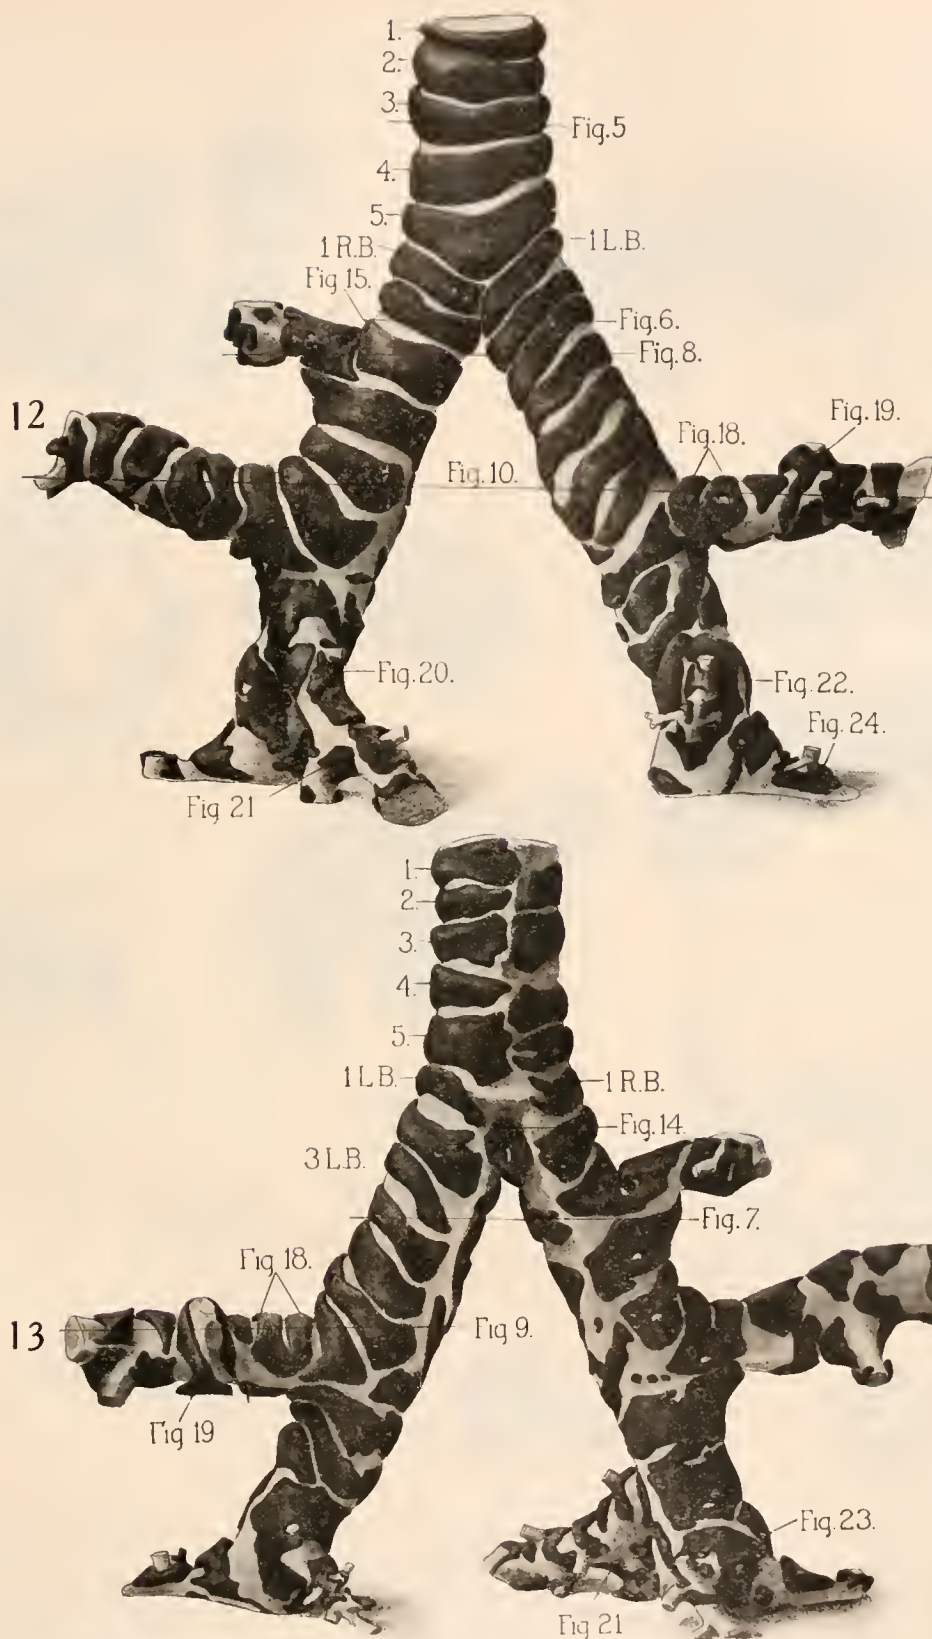 1.
2.
3.
Fig.5
4.
5.
1 R.B.
1 L.B.
Fig 15.
Fig.6.
Fig.8.
12
Fig.18.
Fig.19.
Fig.10.
Fig.20.
Fig.22.
Fig.24.
Fig 21
1.
2.
3.
4.
5.
1 L.B.
1 R.B.
Fig.14.
3 L.B.
Fig.7.
Fig 18.
13
Fig 9.
Fig 19
Fig.23.
Fig 21